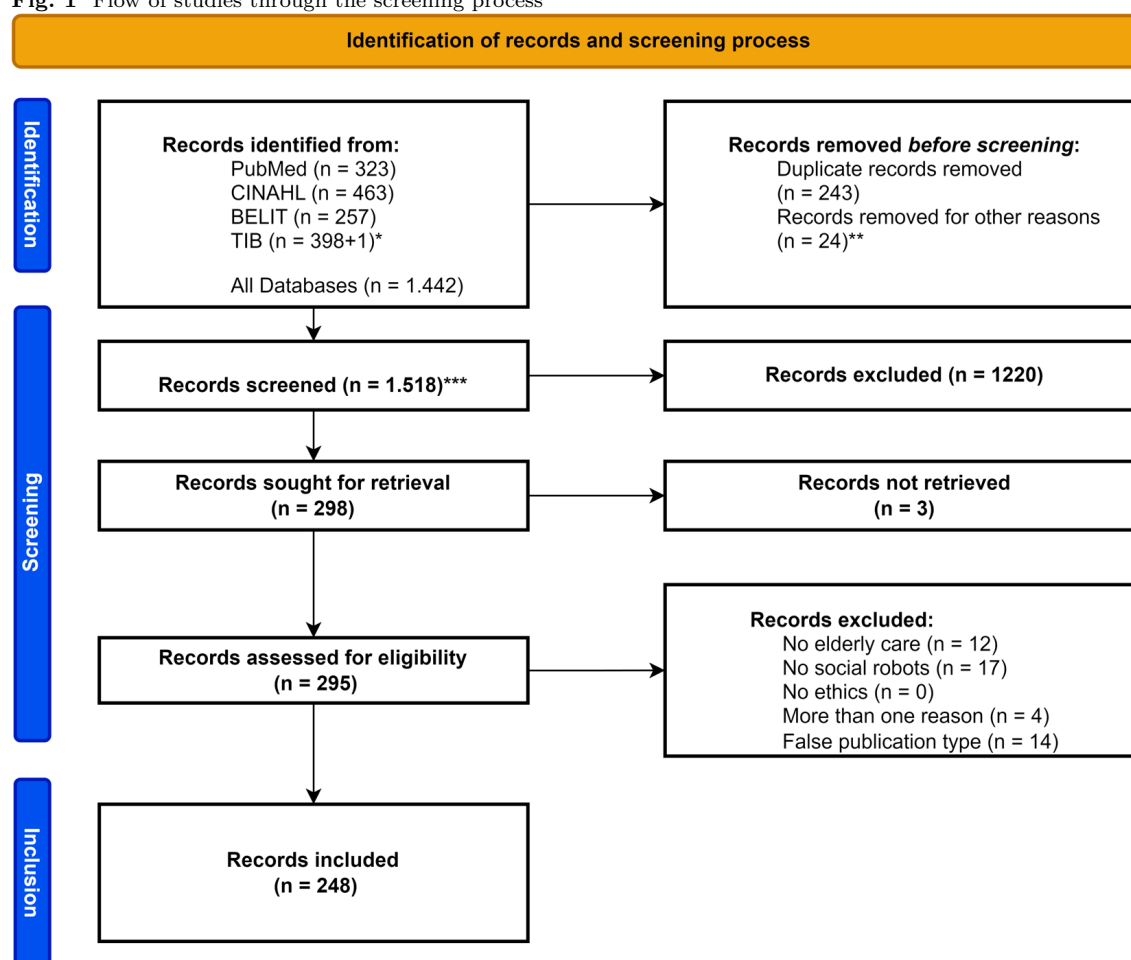 Fig. 1 Flow of studies through the screening process
Identification of records and screening process
Identification
Records identified from:
PubMed (n = 323)
CINAHL (n = 463)
BELIT (n = 257)
TIB (n = 398+1)*
All Databases (n = 1.442)
Records removed before screening:
Duplicate records removed
(n = 243)
Records removed for other reasons
(n = 24)**
Screening
Records screened (n = 1.518)***
Records excluded (n = 1220)
Records sought for retrieval
(n = 298)
Records not retrieved
(n = 3)
Records assessed for eligibility
(n = 295)
Records excluded:
No elderly care (n = 12)
No social robots (n = 17)
No ethics (n = 0)
More than one reason (n = 4)
False publication type (n = 14)
Inclusion
Records included
(n = 248)